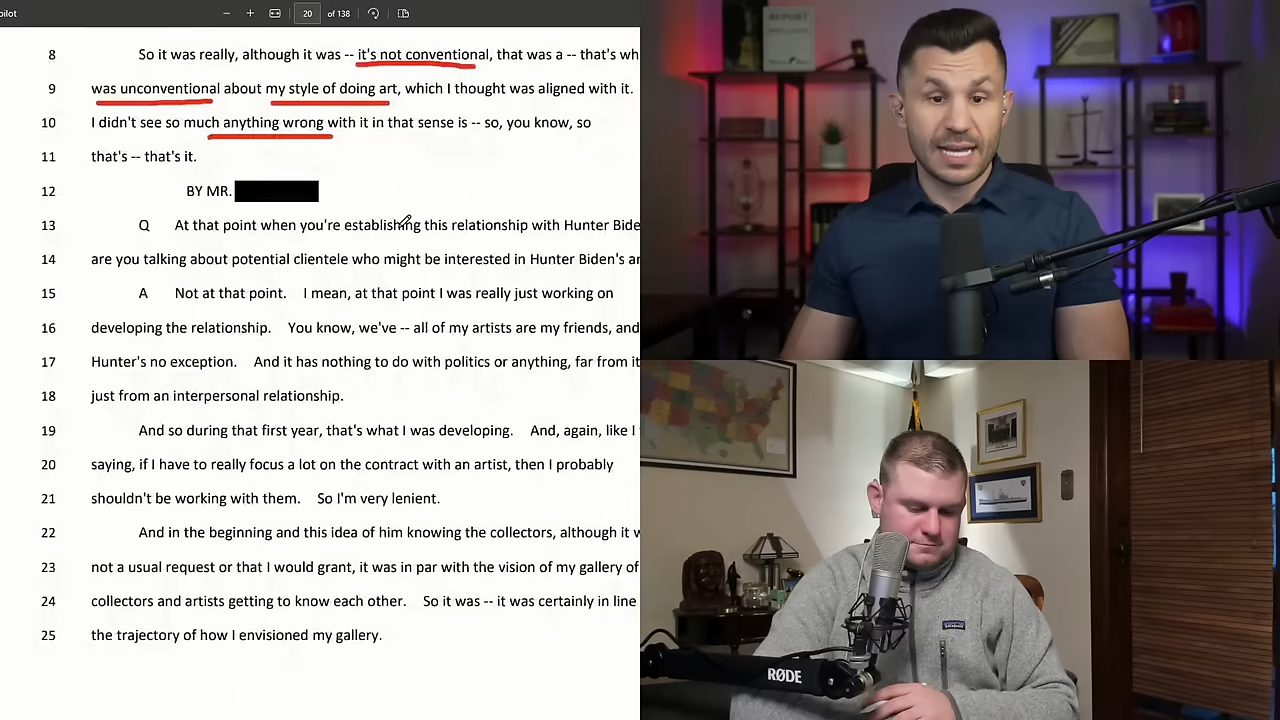 pilot
20 of 138
8 So it was really, although it was -- it's not conventional, that was a -- that's wh
9 was unconventional about my style of doing art, which I thought was aligned with it.
10 I didn't see so much anything wrong with it in that sense is -- so, you know, so
11 that's -- that's it.
12 BY MR.
13 Q At that point when you're establishing this relationship with Hunter Bide
14 are you talking about potential clientele who might be interested in Hunter Biden's ar
15 A Not at that point. I mean, at that point I was really just working on
16 developing the relationship. You know, we've -- all of my artists are my friends, and
17 Hunter's no exception. And it has nothing to do with politics or anything, far from it
18 just from an interpersonal relationship.
19 And so during that first year, that's what I was developing. And, again, like I
20 saying, if I have to really focus a lot on the contract with an artist, then I probably
21 shouldn't be working with them. So I'm very lenient.
22 And in the beginning and this idea of him knowing the collectors, although it w
23 not a usual request or that I would grant, it was in par with the vision of my gallery of
24 collectors and artists getting to know each other. So it was -- it was certainly in line
25 the trajectory of how I envisioned my gallery.
REPORT
patagonia
RØDE